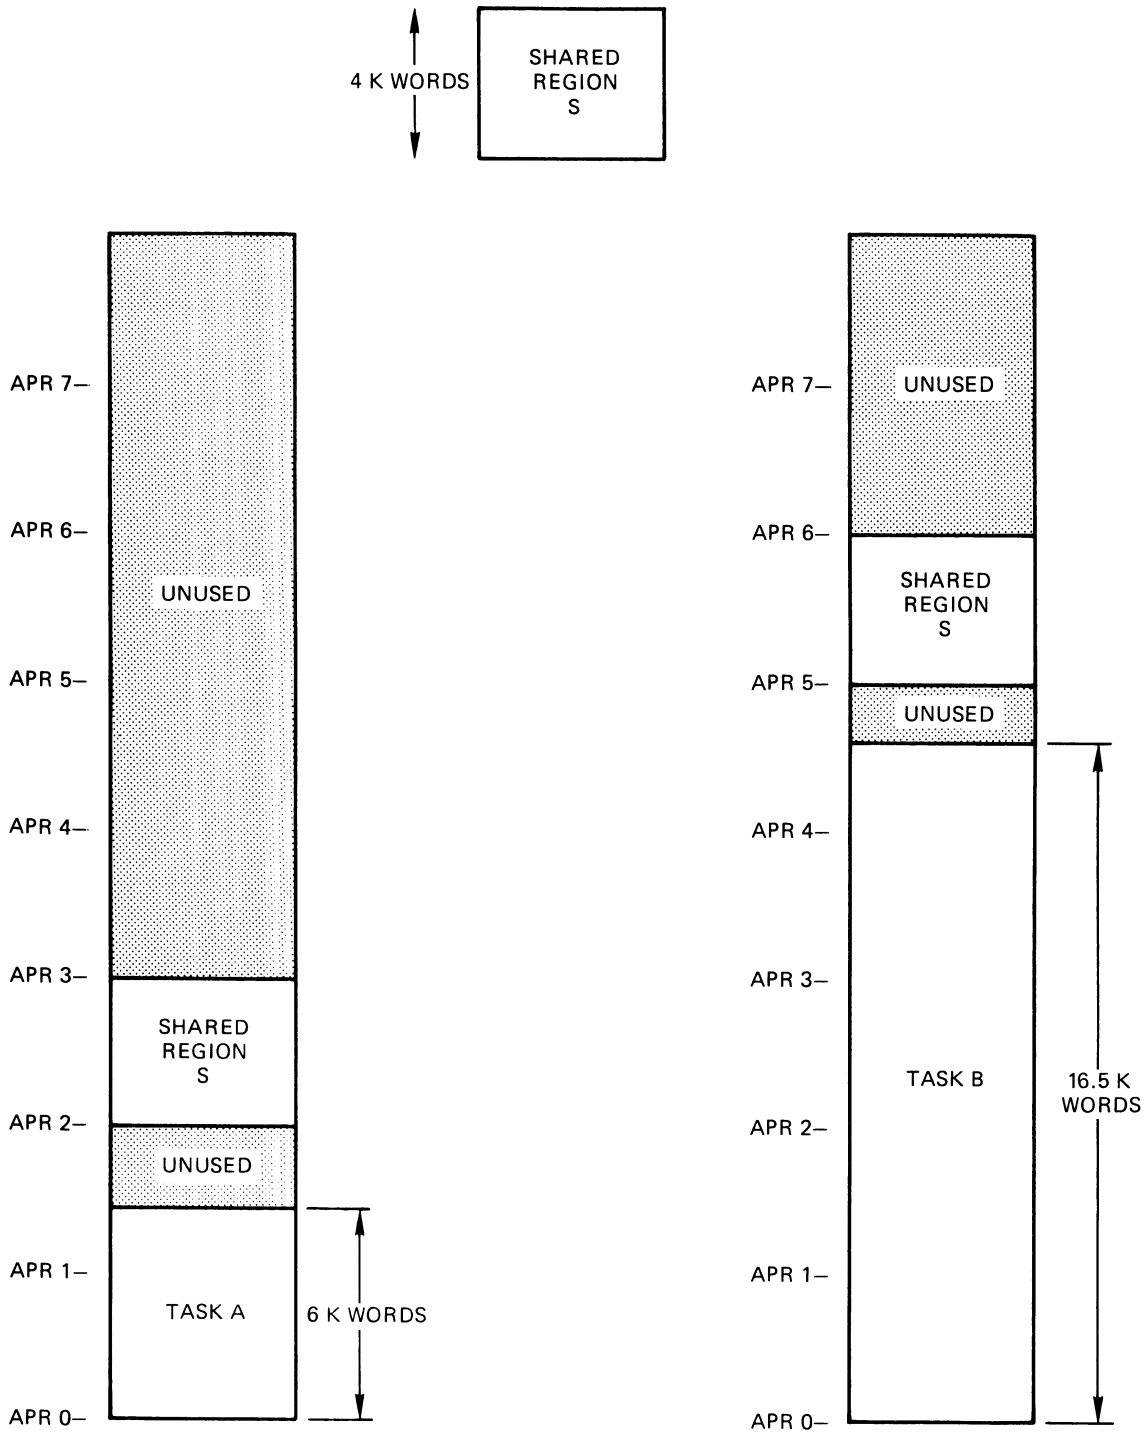 4 K WORDS
SHARED
REGION
S
APR 7—
APR 6—
UNUSED
APR 5—
APR 4—
APR 3—
SHARED
REGION
S
APR 2—
UNUSED
APR 1—
TASK A
6 K WORDS
APR 0—
APR 7—
UNUSED
APR 6—
SHARED
REGION
S
APR 5—
UNUSED
APR 4—
APR 3—
TASK B
16.5 K
WORDS
APR 2—
APR 1—
APR 0—